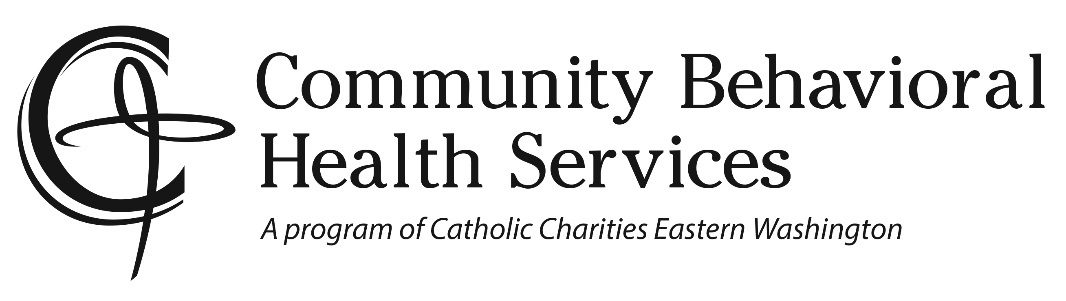 Community Behavioral
Health Services
A program of Catholic Charities Eastern Washington